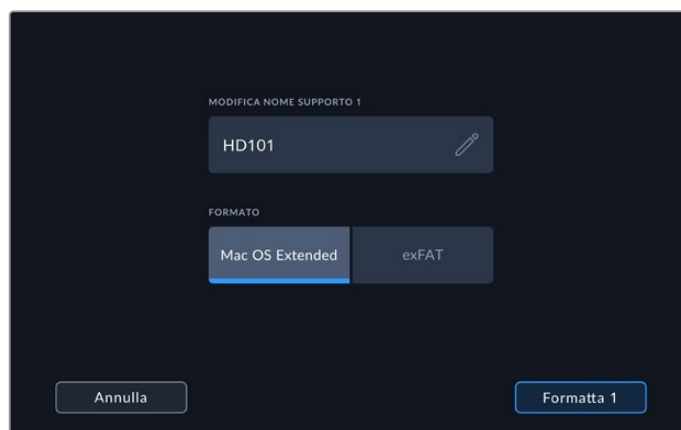 MODIFICA NOME SUPPORTO 1
HD101
FORMATO
Mac OS Extended exFAT
Annulla Formatta 1